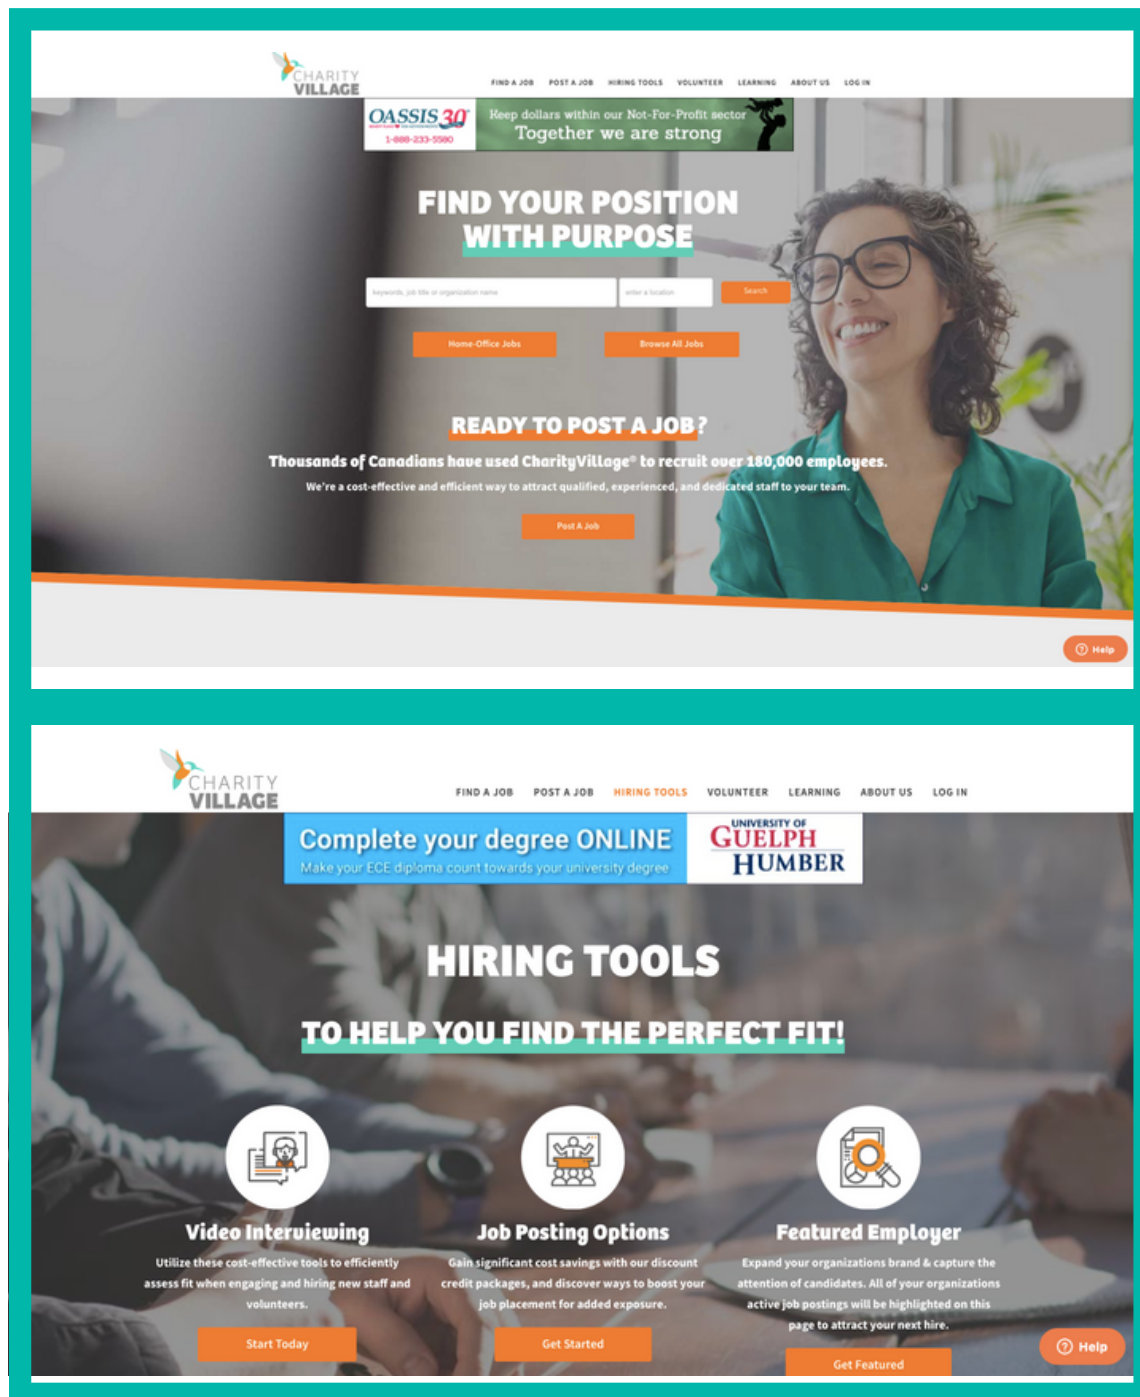 CHARITY
VILLAGE
FIND A JOB POST A JOB HIRING TOOLS VOLUNTEER LEARNING ABOUT US LOG IN
OASSIS 30
1-888-233-5580
Keep dollars within our Not-For-Profit sector
Together we are strong
FIND YOUR POSITION
WITH PURPOSE
keywords, job title or organization name
enter a location
Search
Home-Office Jobs
Browse All Jobs
READY TO POST A JOB?
Thousands of Canadians have used CharityVillage® to recruit over 180,000 employees.
We're a cost-effective and efficient way to attract qualified, experienced, and dedicated staff to your team.
Post A Job
Help
CHARITY
VILLAGE
FIND A JOB POST A JOB HIRING TOOLS VOLUNTEER LEARNING ABOUT US LOG IN
Complete your degree ONLINE
Make your ECE diploma count towards your university degree
UNIVERSITY OF
GUELPH
HUMBER
HIRING TOOLS
TO HELP YOU FIND THE PERFECT FIT!
Video Interviewing
Utilize these cost-effective tools to efficiently
assess fit when engaging and hiring new staff and
volunteers.
Start Today
Job Posting Options
Gain significant cost savings with our discount
credit packages, and discover ways to boost your
job placement for added exposure.
Get Started
Featured Employer
Expand your organizations brand & capture the
attention of candidates. All of your organizations
active job postings will be highlighted on this
page to attract your next hire.
Get Featured
Help